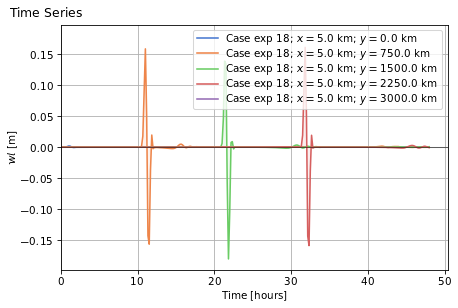 Time Series
Case exp 18; x = 5.0 km; y = 0.0 km
Case exp 18; x = 5.0 km; y = 750.0 km
Case exp 18; x = 5.0 km; y = 1500.0 km
Case exp 18; x = 5.0 km; y = 2250.0 km
Case exp 18; x = 5.0 km; y = 3000.0 km
0.15
0.10
0.05
0.00
−0.05
−0.10
−0.15
wl [m]
0 10 20 30 40 50
Time [hours]